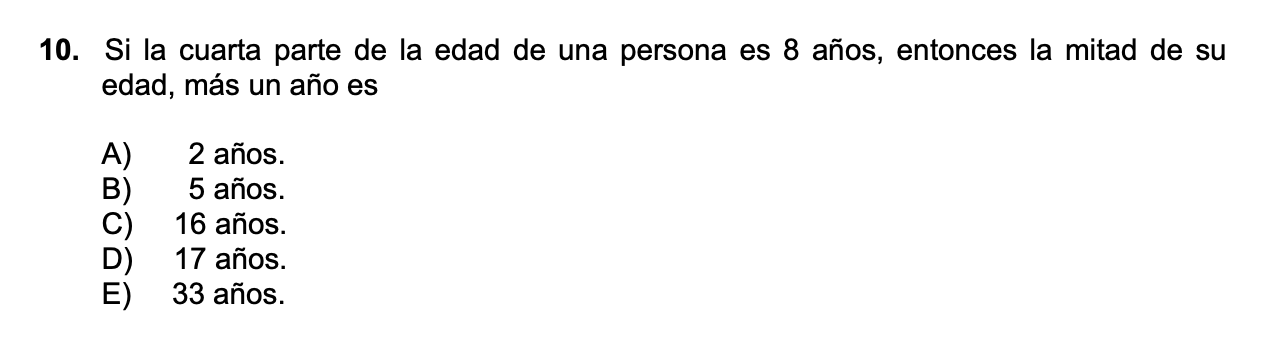 10. Si la cuarta parte de la edad de una persona es 8 años, entonces la mitad de su
edad, más un año es
A) 2 años.
B) 5 años.
C) 16 años.
D) 17 años.
E) 33 años.